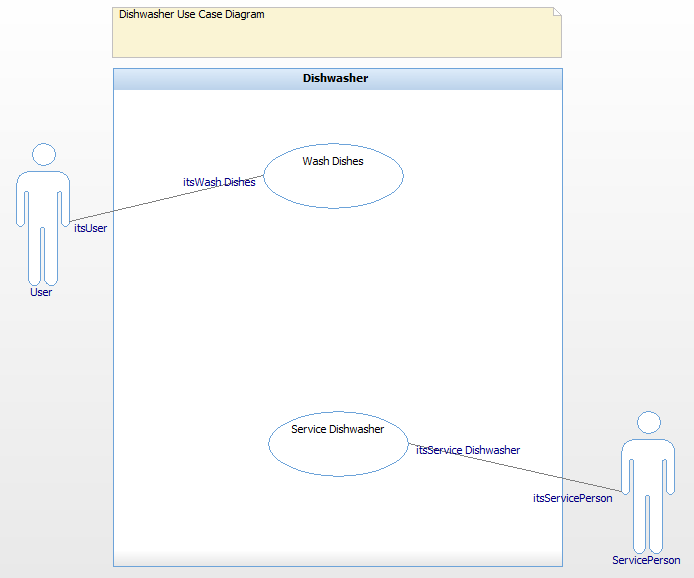 Dishwasher Use Case Diagram
Dishwasher
Wash Dishes
itsWash Dishes
itsUser
User
Service Dishwasher
itsService Dishwasher
itsServicePerson
ServicePerson